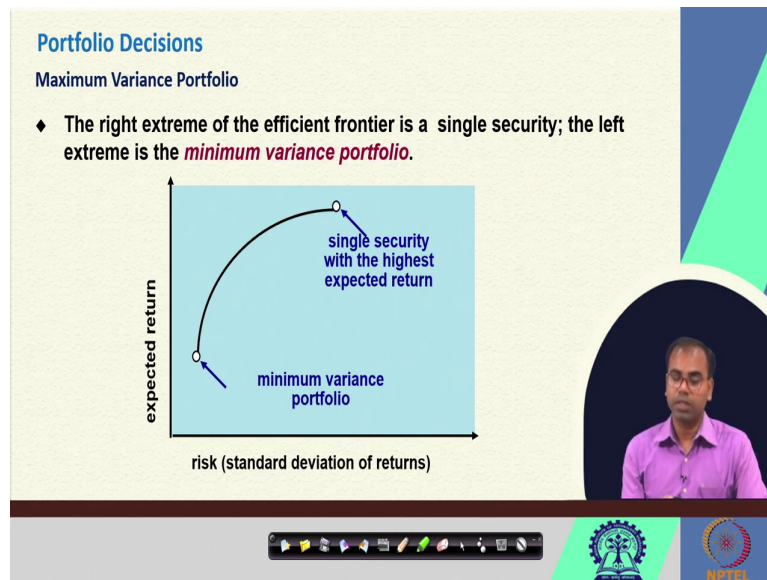 Portfolio Decisions
Maximum Variance Portfolio
♦ The right extreme of the efficient frontier is a single security; the left
extreme is the minimum variance portfolio.
single security
with the highest
expected return
expected return
minimum variance
portfolio
risk (standard deviation of returns)
NPTEL